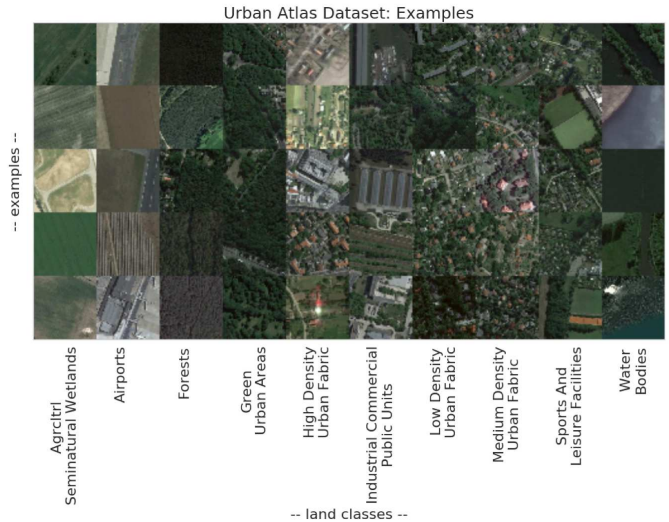 Urban Atlas Dataset: Examples
-- examples --
Agrcltrl
Seminatural Wetlands
Airports
Forests
Green
Urban Areas
High Density
Urban Fabric
Industrial Commercial
Public Units
Low Density
Urban Fabric
Medium Density
Urban Fabric
Sports And
Leisure Facilities
Water
Bodies
-- land classes --